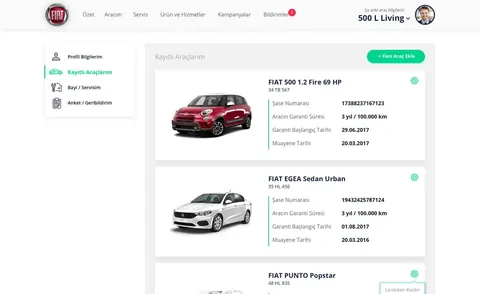 FIAT
Özet
Aracım
Servis
Ürün ve Hizmetler
Kampanyalar
Bildirimler
Şu anki araç bilgilerin
500 L Living
Profil Bilgilerim
Kayıtlı Araçlarım
Bayi / Servisim
Anket / Geribildirim
Kayıtlı Araçlarım
+ Yeni Araç Ekle
FIAT 500 1.2 Fire 69 HP
34 TB 567
Şase Numarası 17388237167123
Aracın Garanti Süresi 3 yıl / 100.000 km
Garanti Başlangıç Tarihi 29.06.2017
Muayene Tarihi 20.03.2017
FIAT EGEA Sedan Urban
35 HL 456
Şase Numarası 19432425787124
Aracın Garanti Süresi 3 yıl / 100.000 km
Garanti Başlangıç Tarihi 01.08.2017
Muayene Tarihi 20.03.2016
FIAT PUNTO Popstar
48 HL 835
Listeden Kaldır